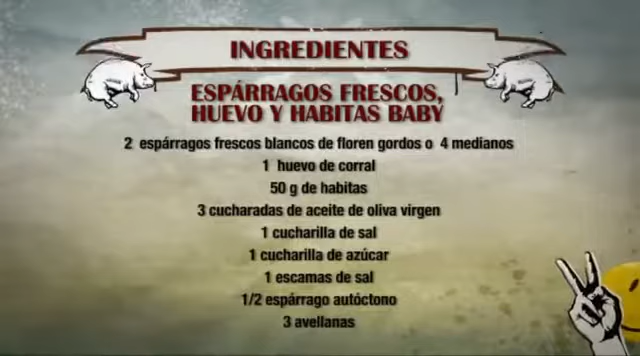 INGREDIENTES
ESPÁRRAGOS FRESCOS,
HUEVO Y HABITAS BABY
2 espárragos frescos blancos de floren gordos o 4 medianos
1 huevo de corral
50 g de habitas
3 cucharadas de aceite de oliva virgen
1 cucharilla de sal
1 cucharilla de azúcar
1 escamas de sal
1/2 espárrago autóctono
3 avellanas